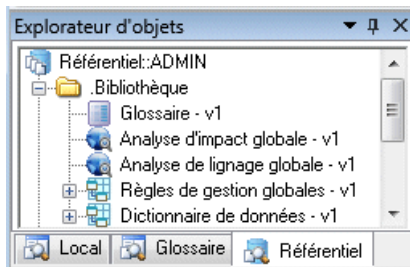 Explorateur d'objets
Référentiel::ADMIN
.Bibliothèque
Glossaire - v1
Analyse d'impact globale - v1
Analyse de lignage globale - v1
Règles de gestion globales - v1
Dictionnaire de données - v1
Local Glossaire Référentiel